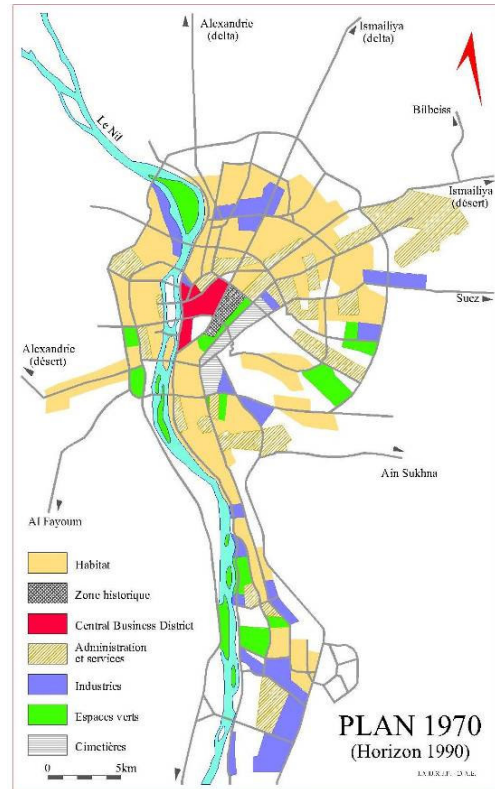 Alexandrie
(delta)
Ismailiya
(delta)
Le Nil
Bilbeiss
Ismailiya
(désert)
Suez
Alexandrie
(désert)
Ain Sukhna
Al Fayoum
Habitat
Zone historique
Central Business District
Administration
et services
Industries
Espaces verts
Cimetières
0 5km
PLAN 1970
(Horizon 1990)